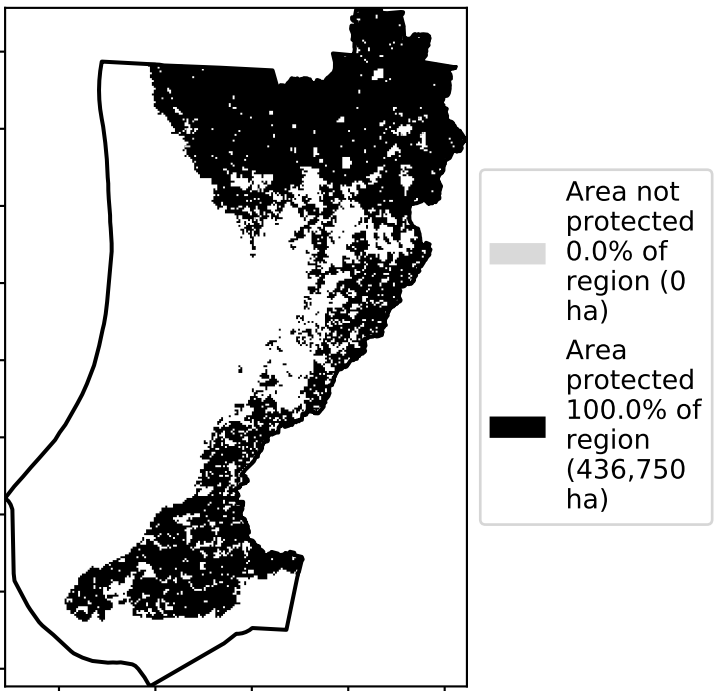 Area not
protected
0.0% of
region (0
ha)
Area
protected
100.0% of
region
(436,750
ha)